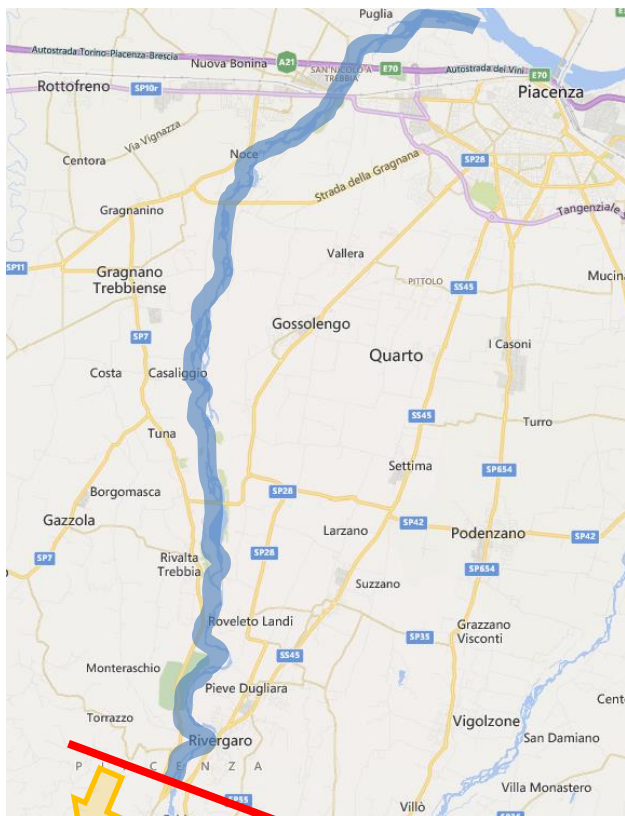 Puglia
E70
Autostrada Torino-Piacenza-Brescia
Nuova Bonina
A21
SAN NICOLÒ A
TREBBIA
E70
Autostrada dei Vini
E70
Rottofreno
SP10r
Piacenza
Via Vignazza
Centora
Noce
SP28
Strada della Gragnana
Gragnanino
Tangenziale S
Vallera
SP11
Gragnano
Trebbiense
PITTOLO
SS45
Mucin
Gossolengo
SP7
Quarto
I Casoni
Costa
Casaliggio
SS45
Turro
Tuna
Settima
SP654
Borgomasca
SP28
Gazzola
SP42
Larzano
Podenzano
SP42
SP7
Rivalta
Trebbia
SP28
SP654
Suzzano
Roveleto Landi
Grazzano
Visconti
SP35
SS45
Monteraschio
Pieve Dugliara
Cent
Torrazzo
Vigolzone
Rivergaro
San Damiano
P I A C E N Z A
Villa Monastero
SP35
Villò